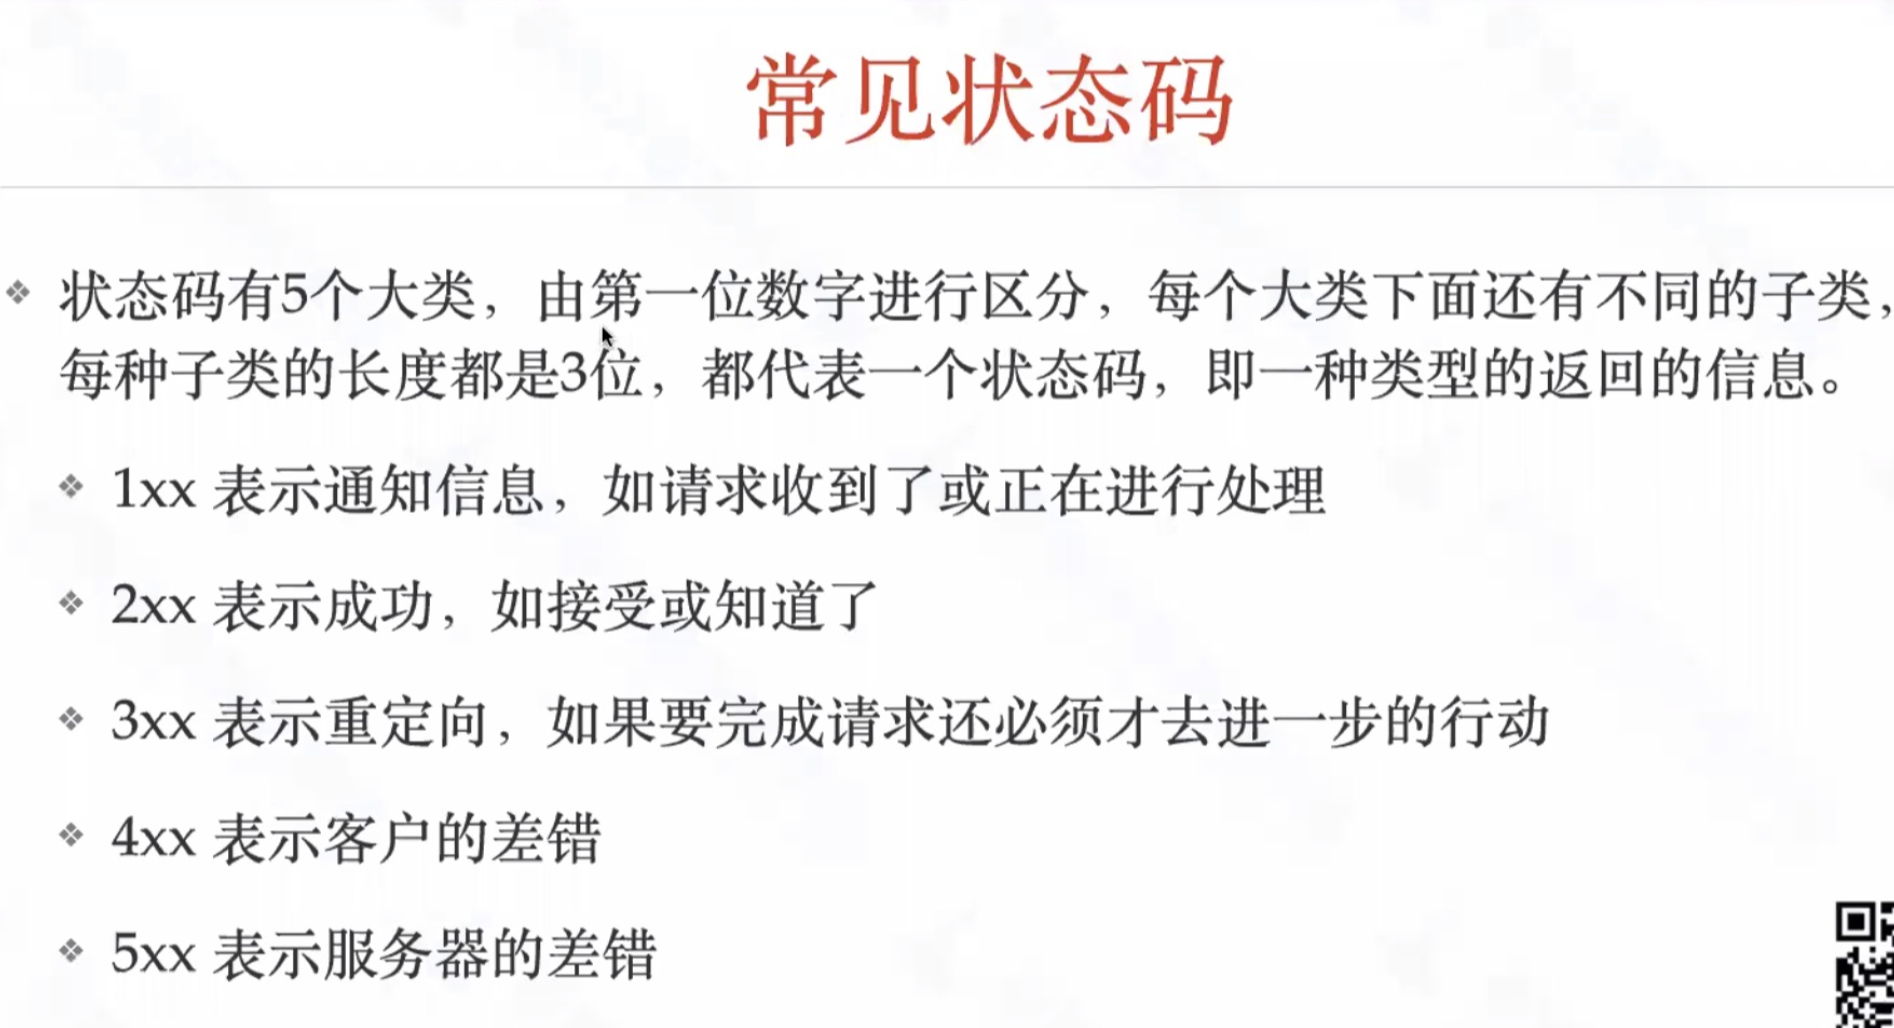 常见状态码
状态码有5个大类，由第一位数字进行区分，每个大类下面还有不同的子类，
每种子类的长度都是3位，都代表一个状态码，即一种类型的返回的信息。
1xx 表示通知信息，如请求收到了或正在进行处理
2xx 表示成功，如接受或知道了
3xx 表示重定向，如果要完成请求还必须才去进一步的行动
4xx 表示客户的差错
5xx 表示服务器的差错